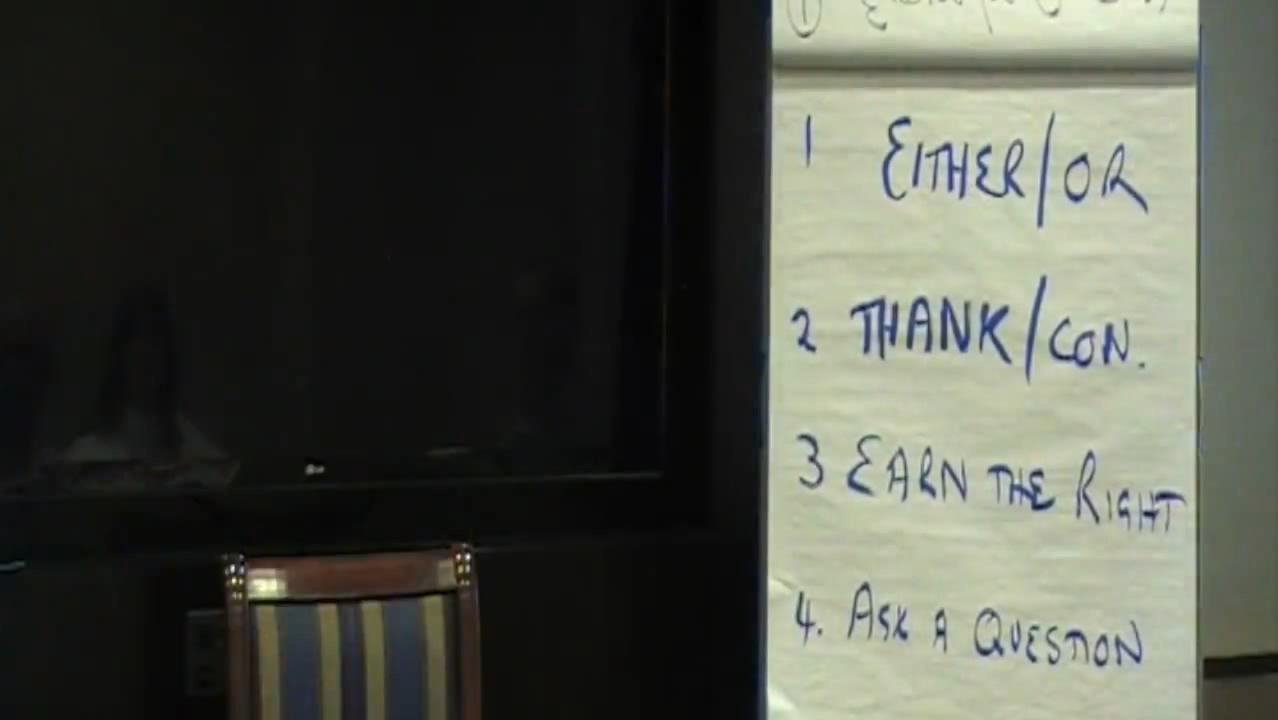 1 EITHER/OR
2 THANK/CON.
3 EARN THE RIGHT
4. ASK A QUESTION